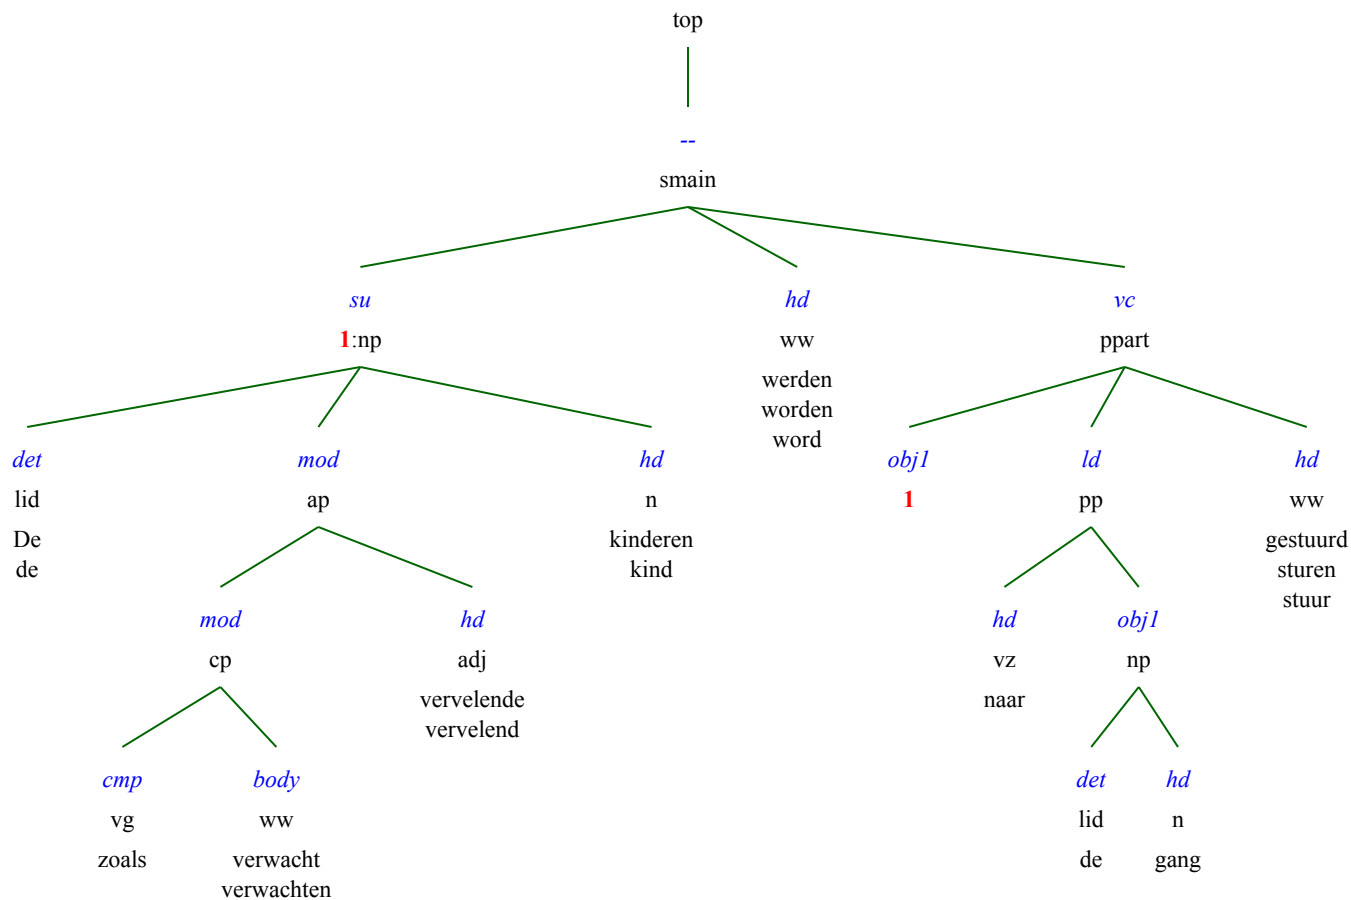 top
--
smain
su hd vc
1:np ww ppart
werden
worden
word
det mod hd obj1 ld hd
lid ap n 1 pp ww
De kinderen gestuurd
de kind sturen
stuur
mod hd hd obj1
cp adj vz np
vervelende naar
vervelend
cmp body det hd
vg ww lid n
zoals verwacht de gang
verwachten